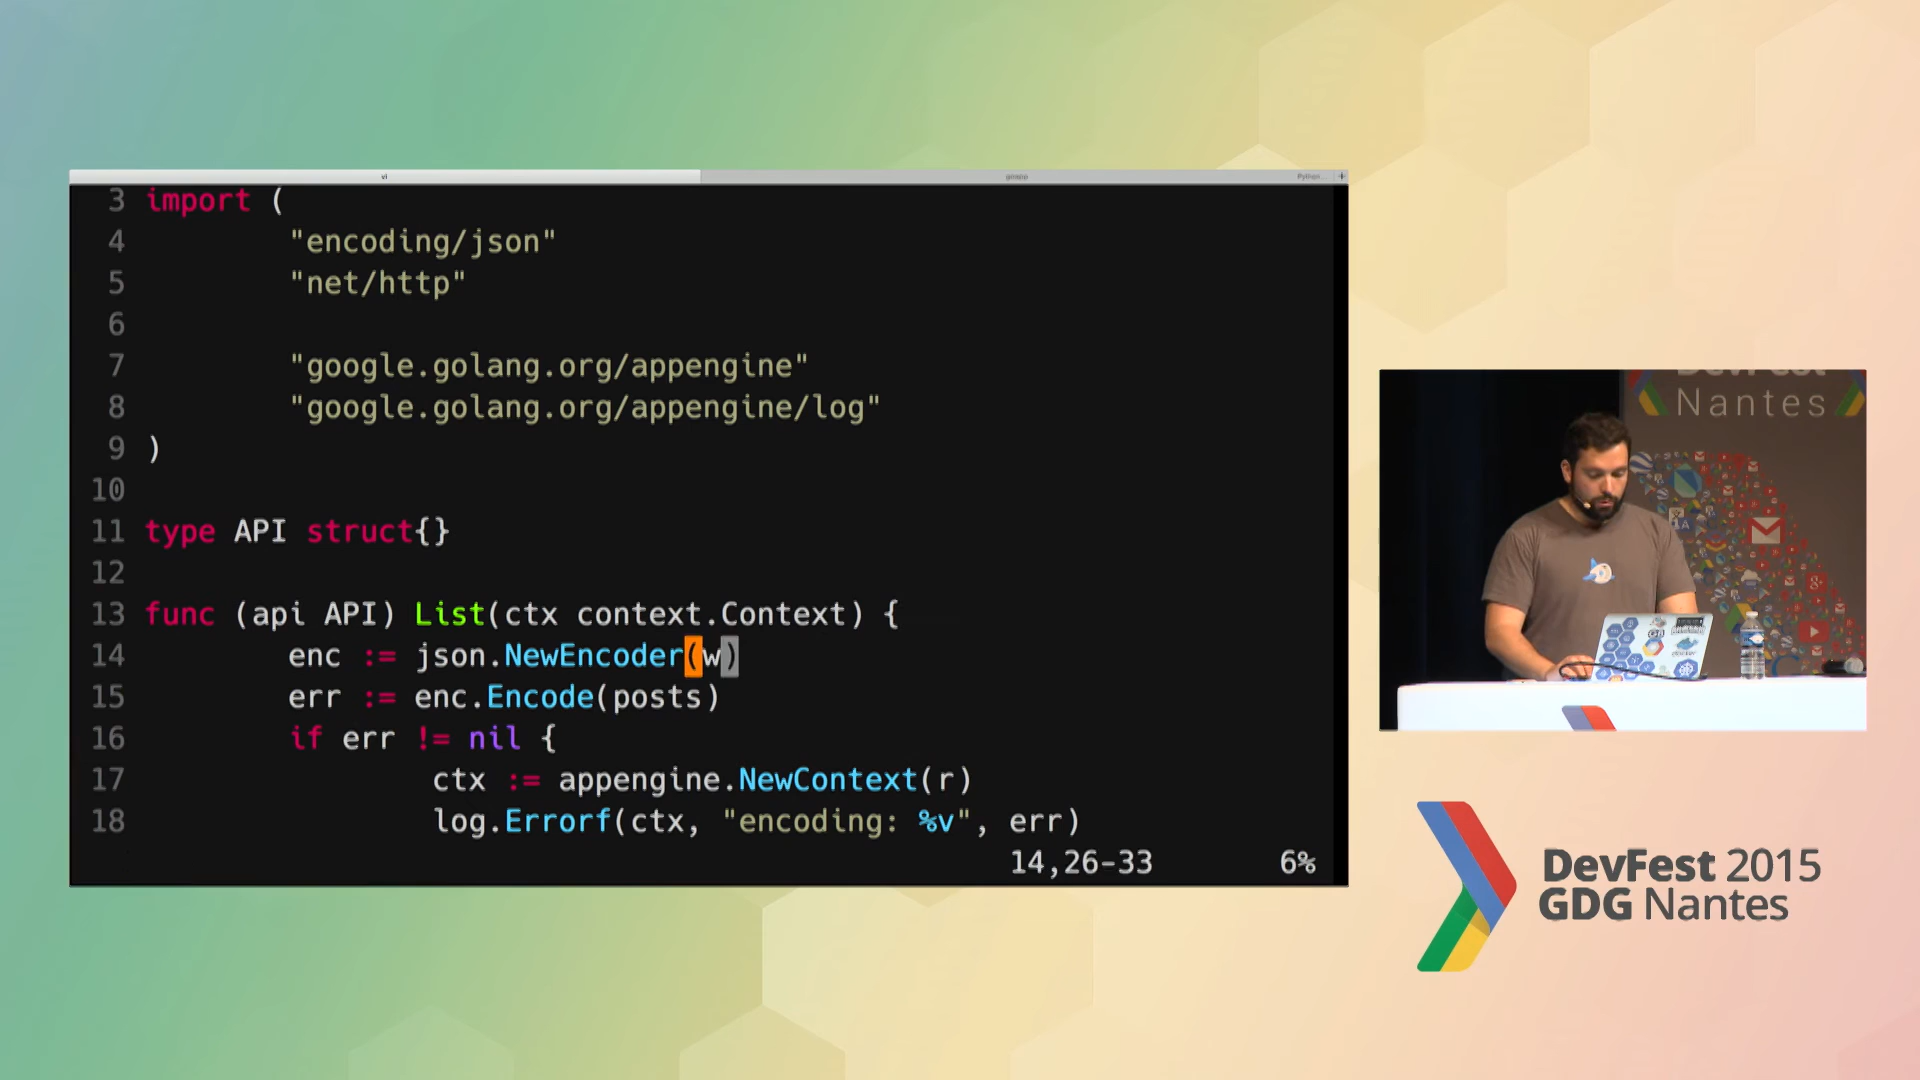 vi
Python... +
3 import (
4 "encoding/json"
5 "net/http"
6
7 "google.golang.org/appengine"
8 "google.golang.org/appengine/log"
9 )
10
11 type API struct{}
12
13 func (api API) List(ctx context.Context) {
14 enc := json.NewEncoder(w)
15 err := enc.Encode(posts)
16 if err != nil {
17 ctx := appengine.NewContext(r)
18 log.Errorf(ctx, "encoding: %v", err)
14,26-33 6%
DevFest
Nantes
DevFest 2015
GDG Nantes